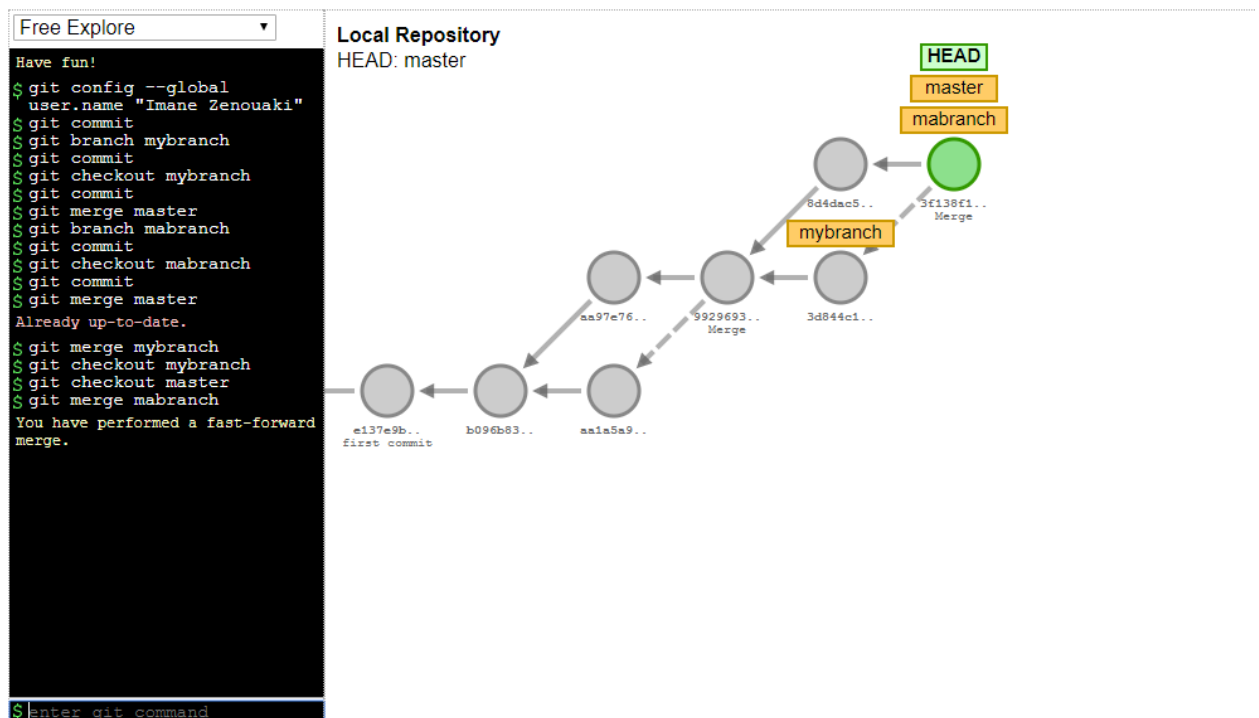 Free Explore
Have fun!
$ git config --global
user.name "Imane Zenouaki"
$ git commit
$ git branch mybranch
$ git commit
$ git checkout mybranch
$ git commit
$ git merge master
$ git branch mabranch
$ git commit
$ git checkout mabranch
$ git commit
$ git merge master
Already up-to-date.
$ git merge mybranch
$ git checkout mybranch
$ git checkout master
$ git merge mabranch
You have performed a fast-forward
merge.
$ enter git command
Local Repository
HEAD: master
HEAD
master
mabranch
8d4dac5..
3f138f1..
Merge
mybranch
aa97e76..
9929693..
Merge
3d844c1..
e137e9b..
first commit
b096b83..
aa1a5a9..